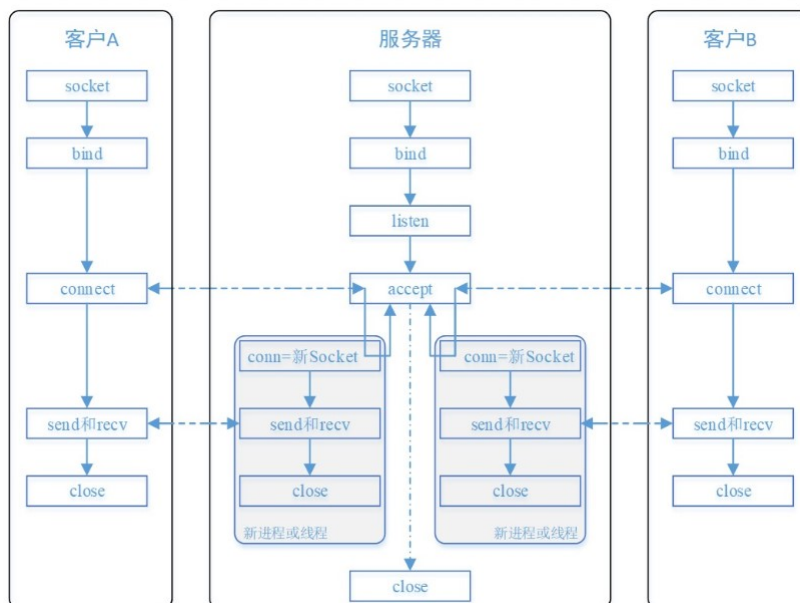 客户A
服务器
客户B
socket
socket
socket
bind
bind
bind
listen
connect
accept
connect
conn=新Socket
conn=新Socket
send和recv
send和recv
send和recv
send和recv
close
close
close
close
新进程或线程
新进程或线程
close